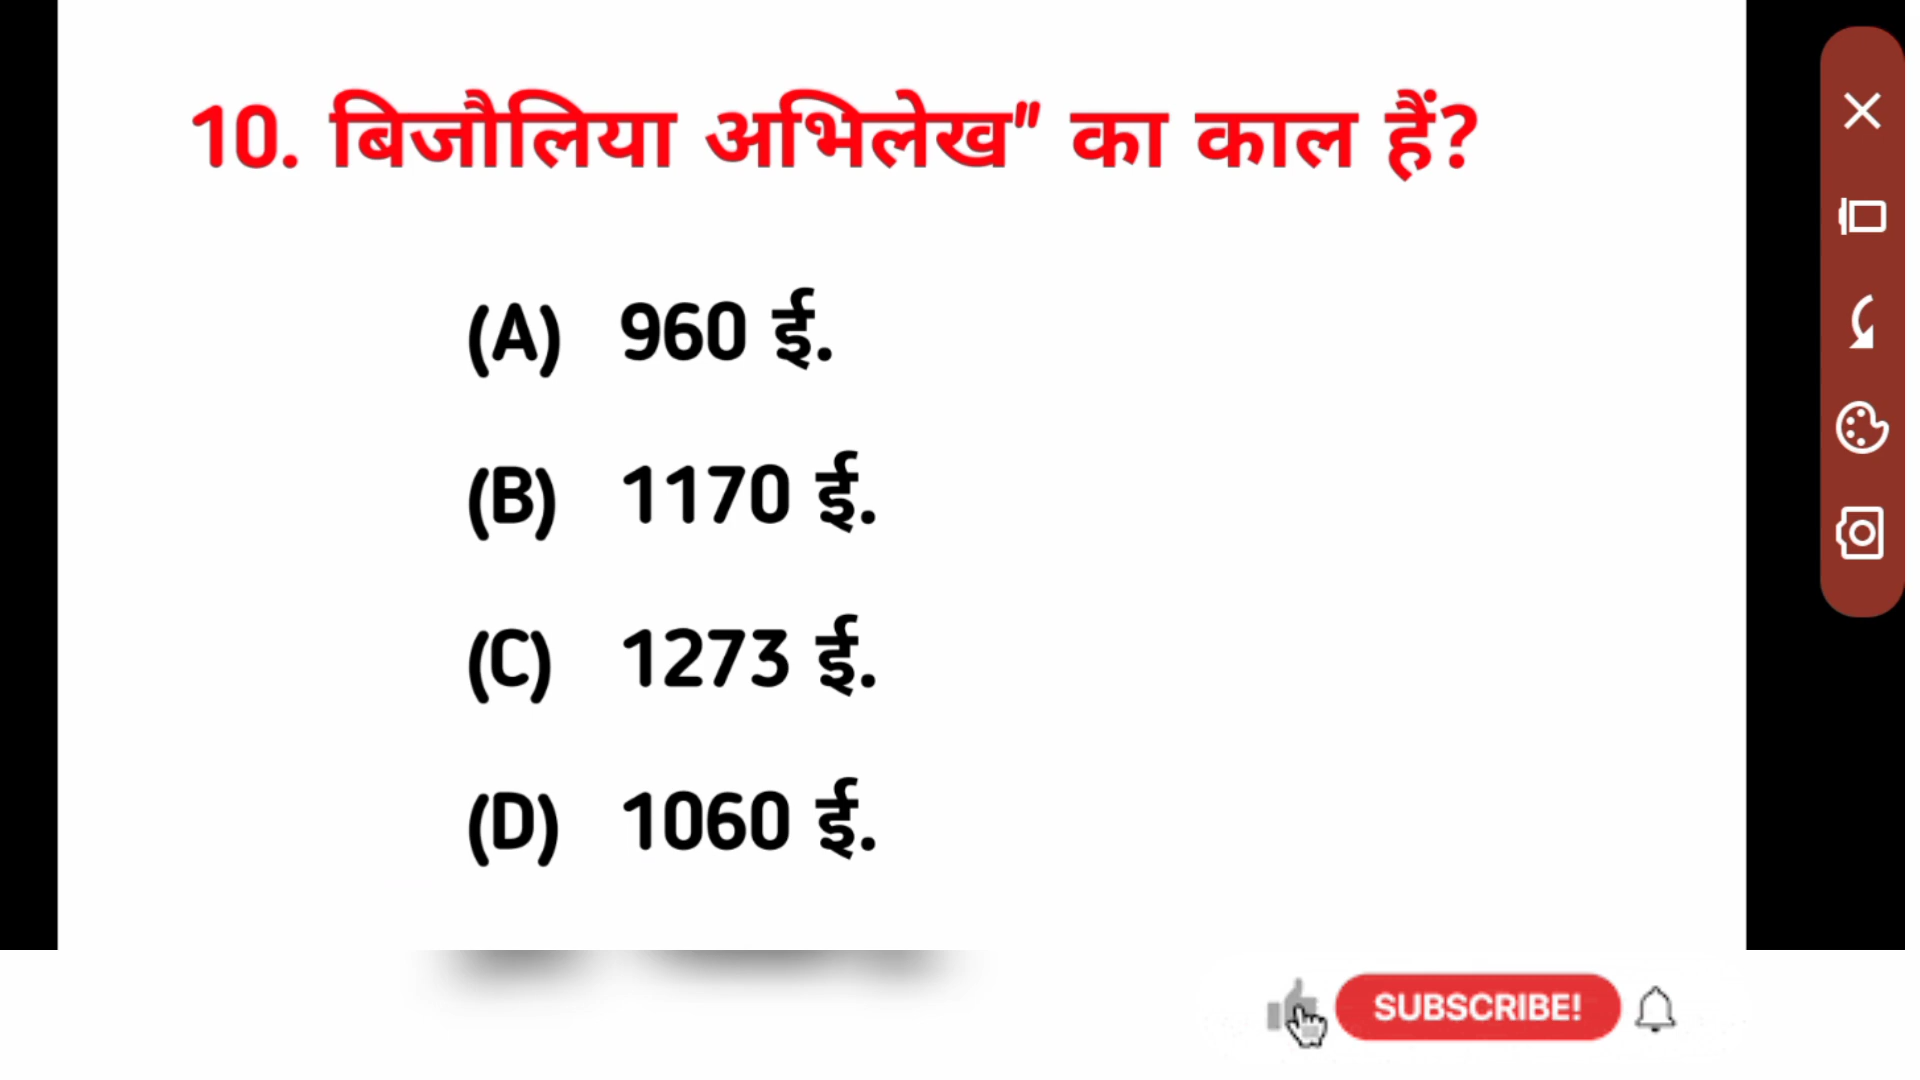 10. बिजौलिया अभिलेख" का काल हैं?
(A) 960 ई.
(B) 1170 ई.
(C) 1273 ई.
(D) 1060 ई.
SUBSCRIBE!